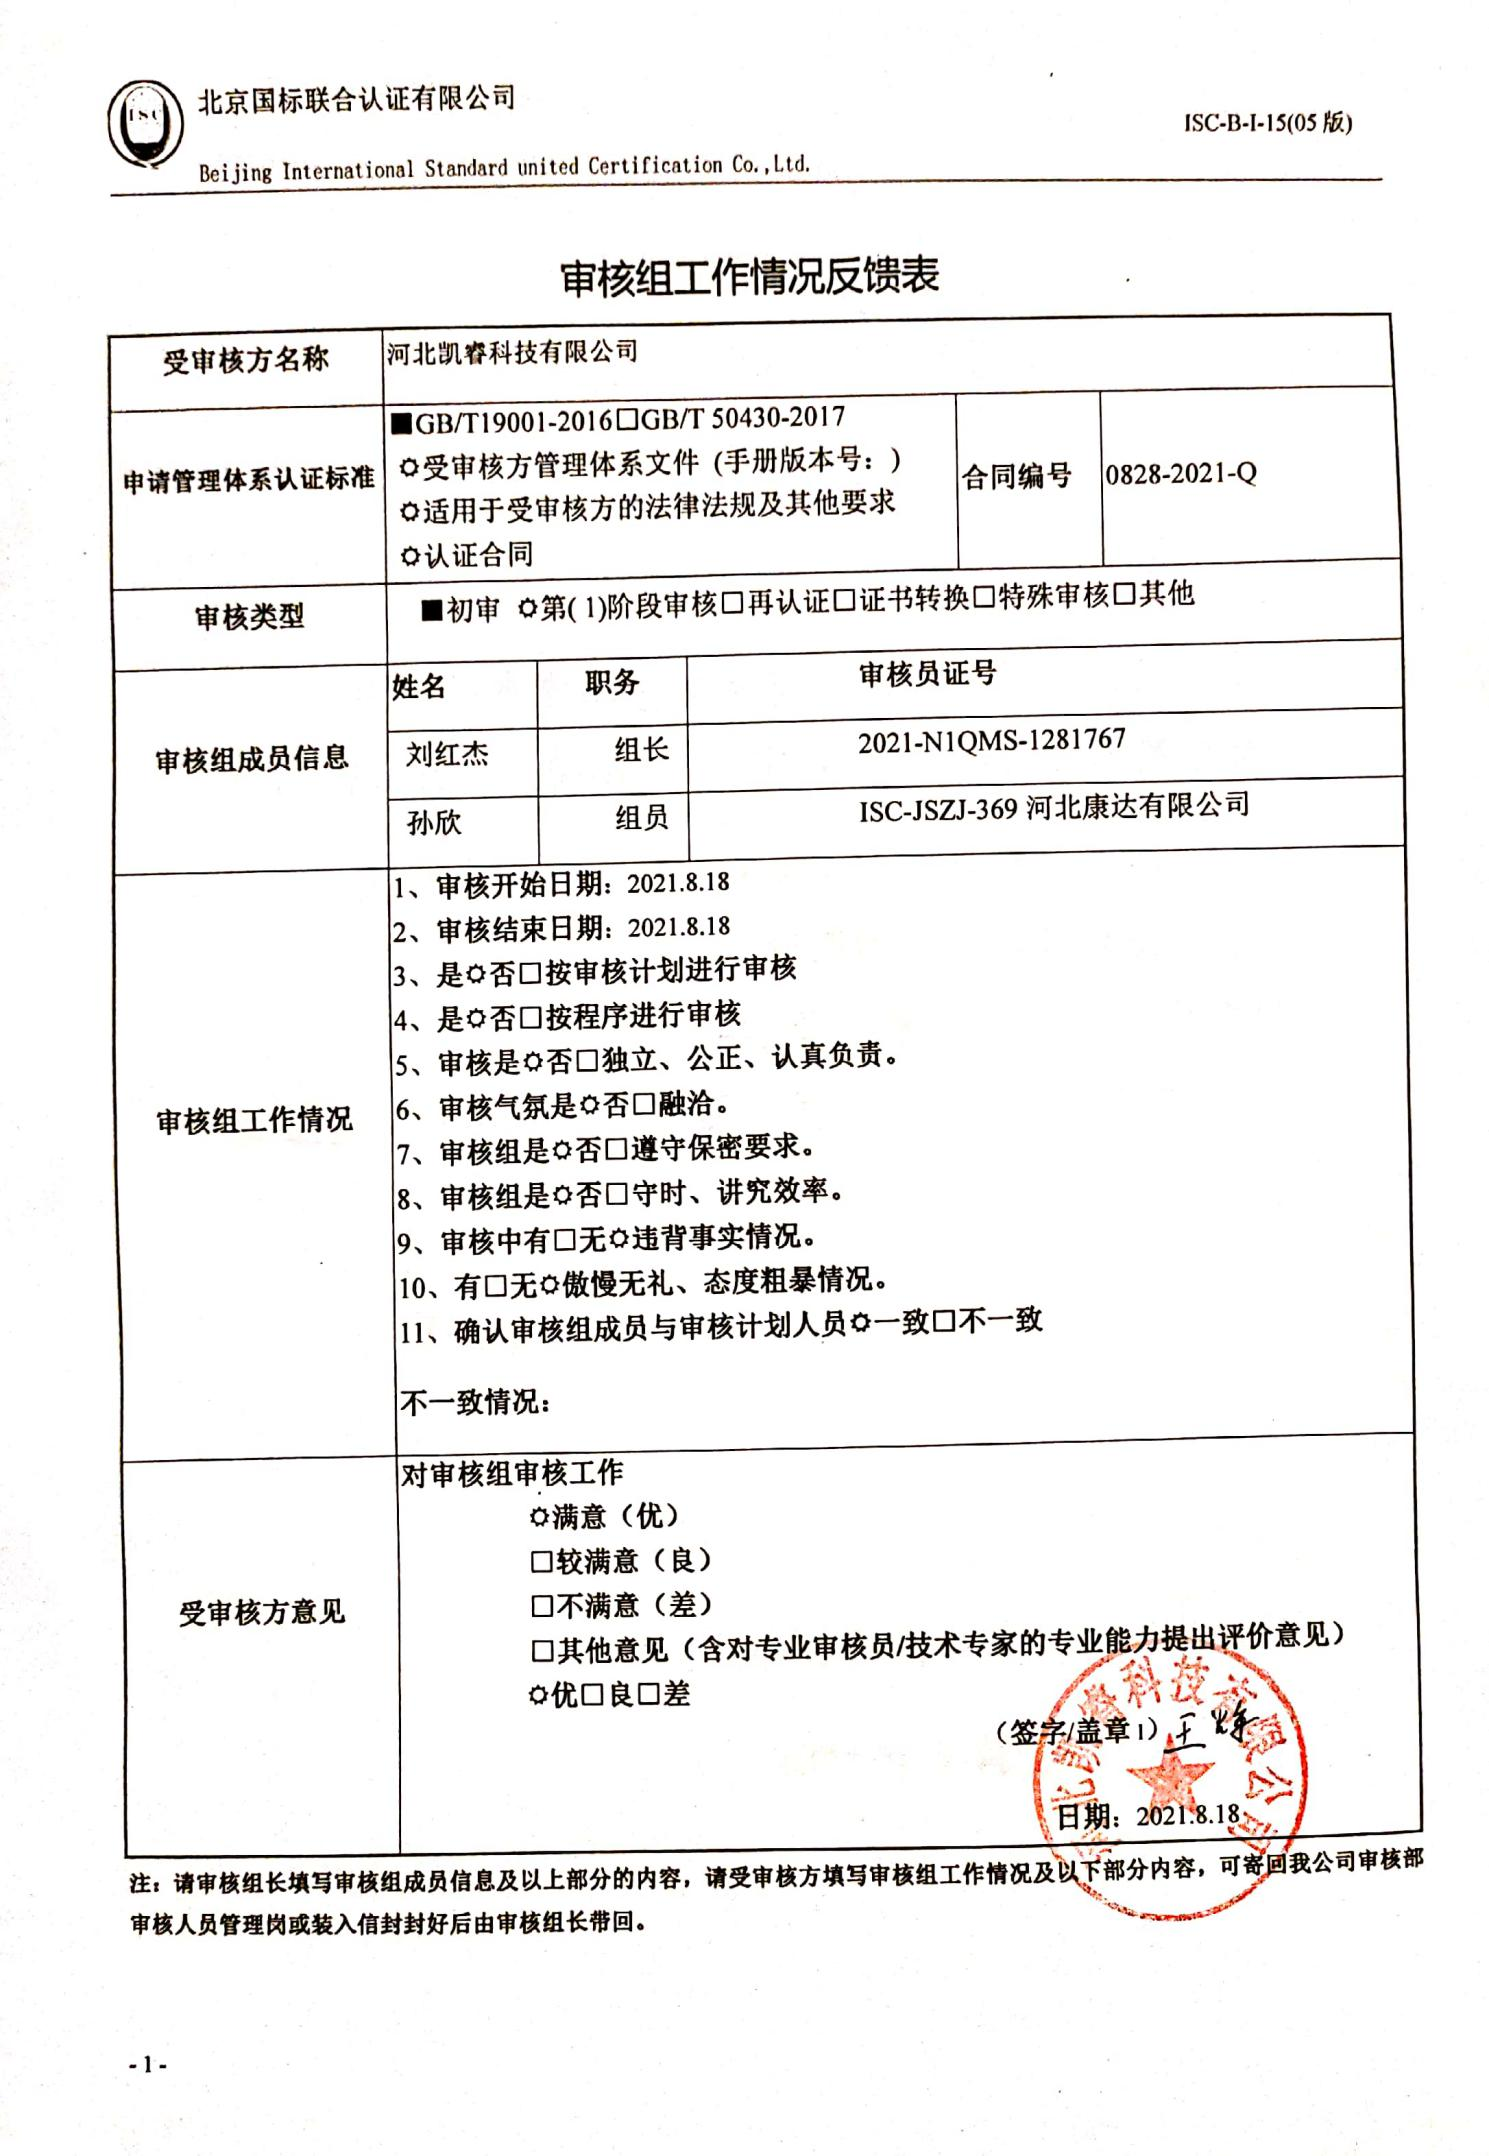 ISC
北京国标联合认证有限公司
ISC-B-I-15(05 版)
Beijing International Standard united Certification Co.,Ltd.
审核组工作情况反馈表
受审核方名称
河北凯睿科技有限公司
申请管理体系认证标准
■GB/T19001-2016□GB/T 50430-2017
✩受审核方管理体系文件 (手册版本号：)
✩适用于受审核方的法律法规及其他要求
✩认证合同
合同编号
0828-2021-Q
审核类型
■初审 ✩第( 1)阶段审核□再认证□证书转换□特殊审核□其他
审核组成员信息
姓名 职务 审核员证号
刘红杰 组长 2021-N1QMS-1281767
孙欣 组员 ISC-JSZJ-369 河北康达有限公司
审核组工作情况
1、审核开始日期：2021.8.18
2、审核结束日期：2021.8.18
3、是✩否□按审核计划进行审核
4、是✩否□按程序进行审核
5、审核是✩否□独立、公正、认真负责。
6、审核气氛是✩否□融洽。
7、审核组是✩否□遵守保密要求。
8、审核组是✩否□守时、讲究效率。
9、审核中有□无✩违背事实情况。
10、有□无✩傲慢无礼、态度粗暴情况。
11、确认审核组成员与审核计划人员✩一致□不一致
不一致情况：
受审核方意见
对审核组审核工作
✩满意（优）
□较满意（良）
□不满意（差）
□其他意见（含对专业审核员/技术专家的专业能力提出评价意见）
✩优□良□差
（签字/盖章1） 王
日期：2021.8.18
河北凯睿科技有限公司
注：请审核组长填写审核组成员信息及以上部分的内容，请受审核方填写审核组工作情况及以下部分内容，可寄回我公司审核部
审核人员管理岗或装入信封封好后由审核组长带回。
- 1 -